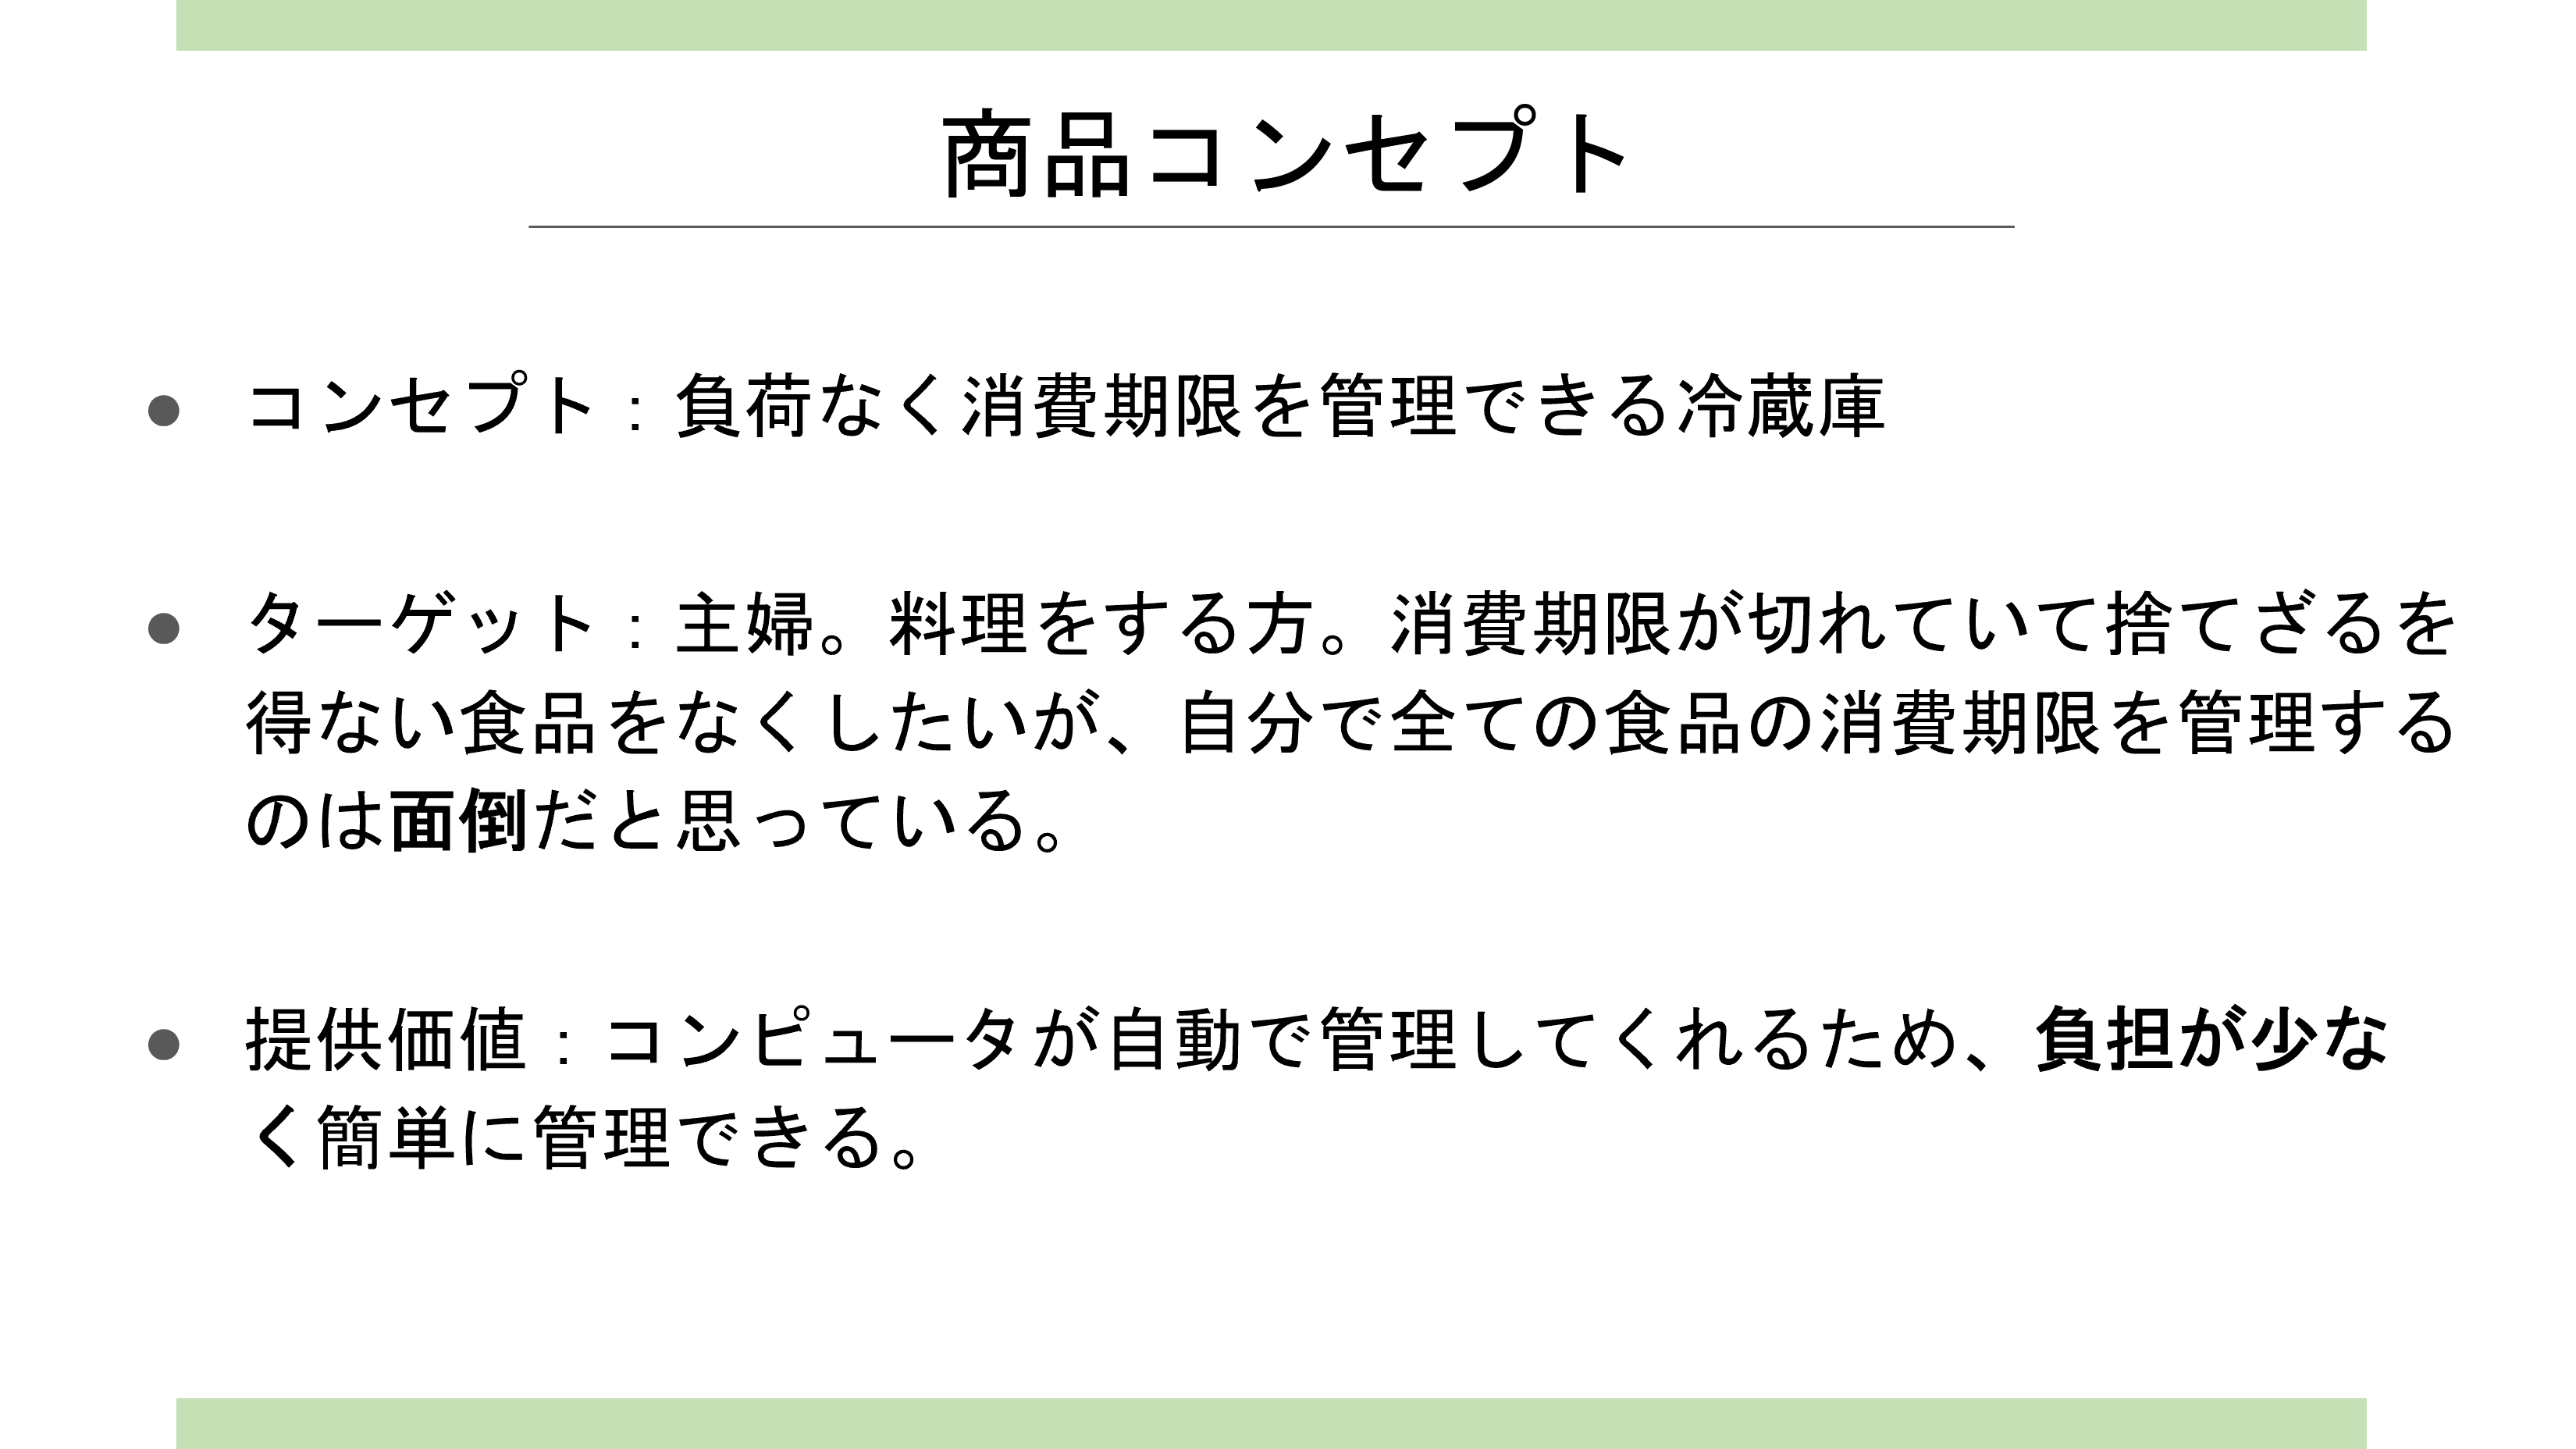 商品コンセプト
● コンセプト：負荷なく消費期限を管理できる冷蔵庫
● ターゲット：主婦。料理をする方。消費期限が切れていて捨てざるを
得ない食品をなくしたいが、自分で全ての食品の消費期限を管理する
のは面倒だと思っている。
● 提供価値：コンピュータが自動で管理してくれるため、負担が少な
く簡単に管理できる。